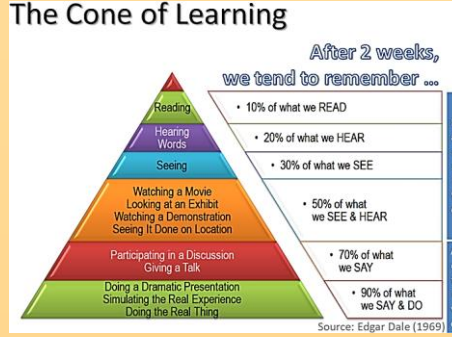 The Cone of Learning
After 2 weeks,
we tend to remember ...
Reading
• 10% of what we READ
Hearing
Words
• 20% of what we HEAR
Seeing
• 30% of what we SEE
Watching a Movie
Looking at an Exhibit
Watching a Demonstration
Seeing It Done on Location
• 50% of what
we SEE & HEAR
Participating in a Discussion
Giving a Talk
• 70% of what
we SAY
Doing a Dramatic Presentation
Simulating the Real Experience
Doing the Real Thing
• 90% of what
we SAY & DO
Source: Edgar Dale (1969)